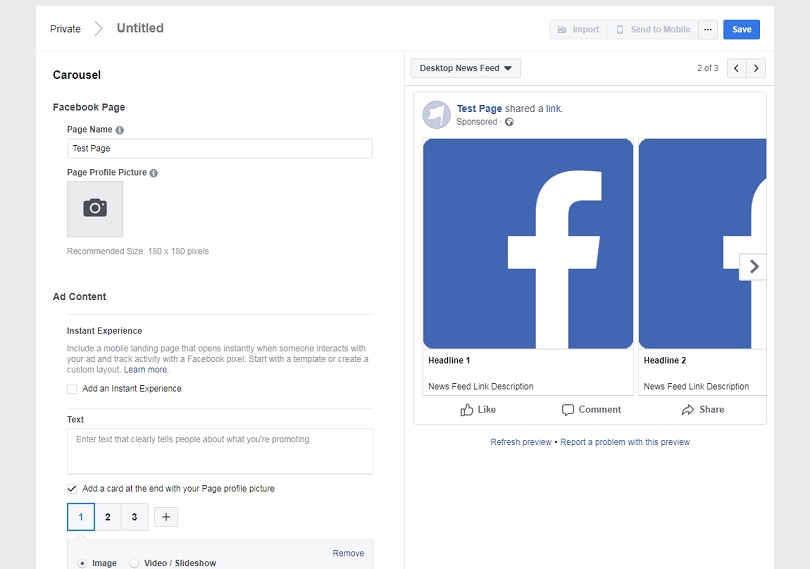 Private
Untitled
Import
Send to Mobile
...
Save
Carousel
Facebook Page
Page Name
Test Page
Page Profile Picture
Recommended Size: 180 x 180 pixels
Ad Content
Instant Experience
Include a mobile landing page that opens instantly when someone interacts with
your ad and track activity with a Facebook pixel. Start with a template or create a
custom layout. Learn more.
Add an Instant Experience
Text
Enter text that clearly tells people about what you're promoting
Add a card at the end with your Page profile picture
1 2 3 +
Remove
Image Video / Slideshow
Desktop News Feed
2 of 3
Test Page shared a link.
Sponsored ·
Headline 1
News Feed Link Description
Headline 2
News Feed Link Description
Like Comment Share
Refresh preview • Report a problem with this preview